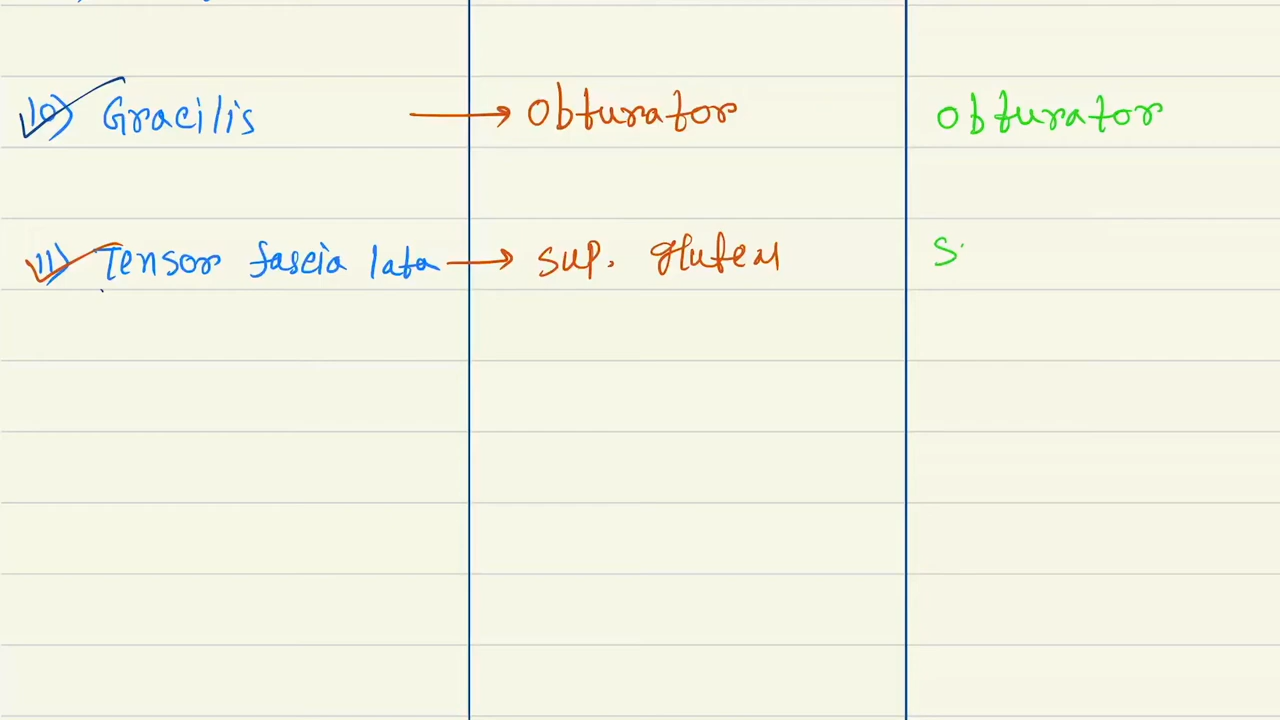 10) Gracilis → Obturator Obturator
11) Tensor fascia lata → sup. gluteal S